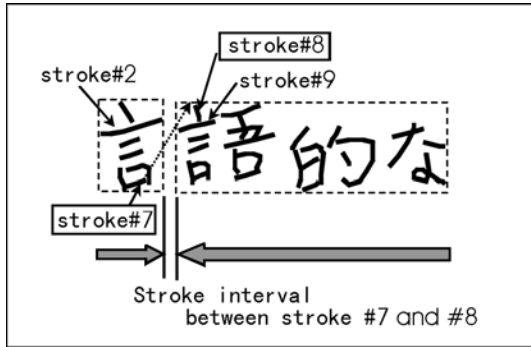 stroke#8
stroke#2 stroke#9
言語的な
stroke#7
Stroke interval
between stroke #7 and #8